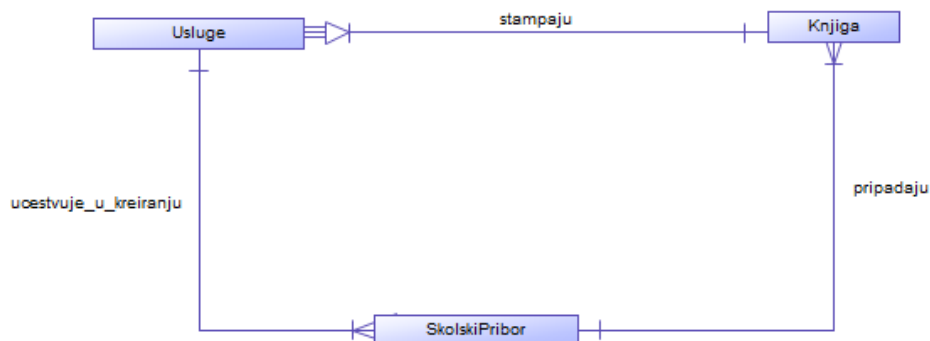 stampaju
Usluge
Knjiga
ucestvuje_u_kreiranju
pripadaju
SkolskiPribor